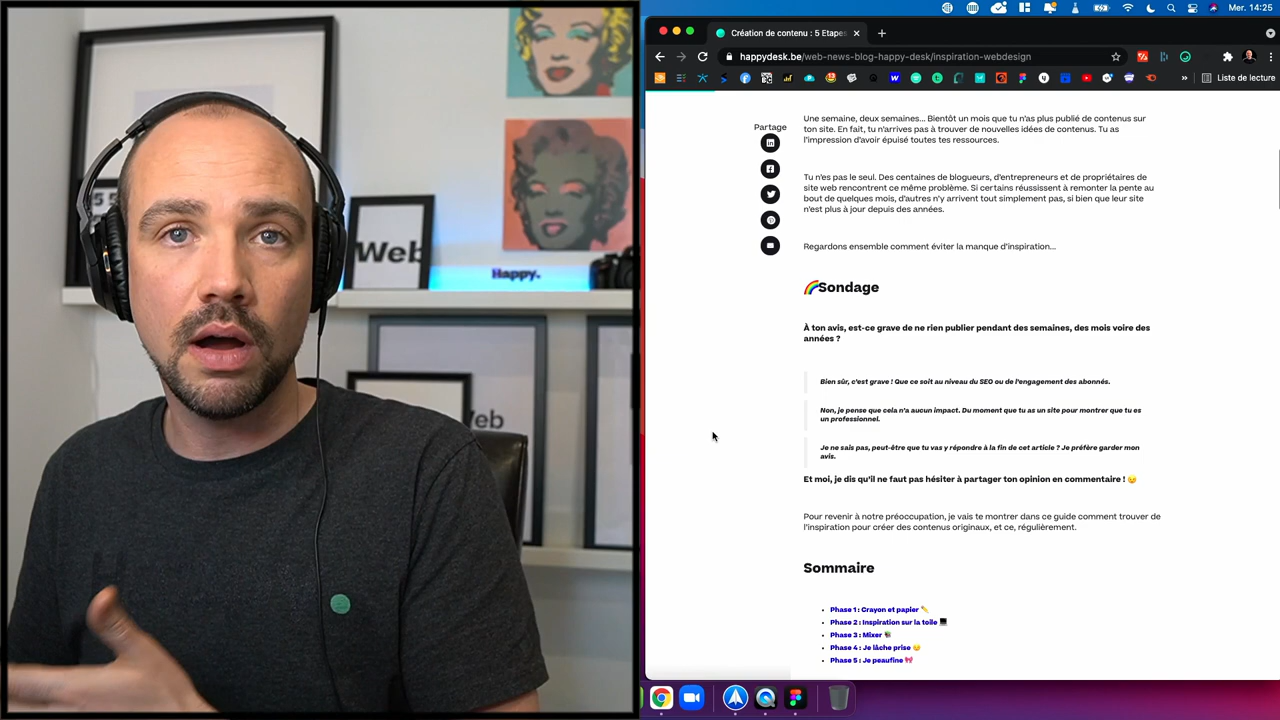 Web
Happy.
eb
Mer. 14:25
Création de contenu : 5 Etapes
happydesk.be/web-news-blog-happy-desk/inspiration-webdesign
Liste de lecture
Partage
Une semaine, deux semaines... Bientôt un mois que tu n'as plus publié de contenus sur
ton site. En fait, tu n'arrives pas à trouver de nouvelles idées de contenus. Tu as
l'impression d'avoir épuisé toutes tes ressources.
Tu n'es pas le seul. Des centaines de blogueurs, d'entrepreneurs et de propriétaires de
site web rencontrent ce même problème. Si certains réussissent à remonter la pente au
bout de quelques mois, d'autres n'y arrivent tout simplement pas, si bien que leur site
n'est plus à jour depuis des années.
Regardons ensemble comment éviter la manque d'inspiration...
🌈Sondage
À ton avis, est-ce grave de ne rien publier pendant des semaines, des mois voire des
années ?
Bien sûr, c'est grave ! Que ce soit au niveau du SEO ou de l'engagement des abonnés.
Non, je pense que cela n'a aucun impact. Du moment que tu as un site pour montrer que tu es
un professionnel.
Je ne sais pas, peut-être que tu vas y répondre à la fin de cet article ? Je préfère garder mon
avis.
Et moi, je dis qu'il ne faut pas hésiter à partager ton opinion en commentaire ! 😉
Pour revenir à notre préoccupation, je vais te montrer dans ce guide comment trouver de
l'inspiration pour créer des contenus originaux, et ce, régulièrement.
Sommaire
Phase 1 : Crayon et papier ✏️
Phase 2 : Inspiration sur la toile 💻
Phase 3 : Mixer
Phase 4 : Je lâche prise 😌
Phase 5 : Je peaufine 🎀